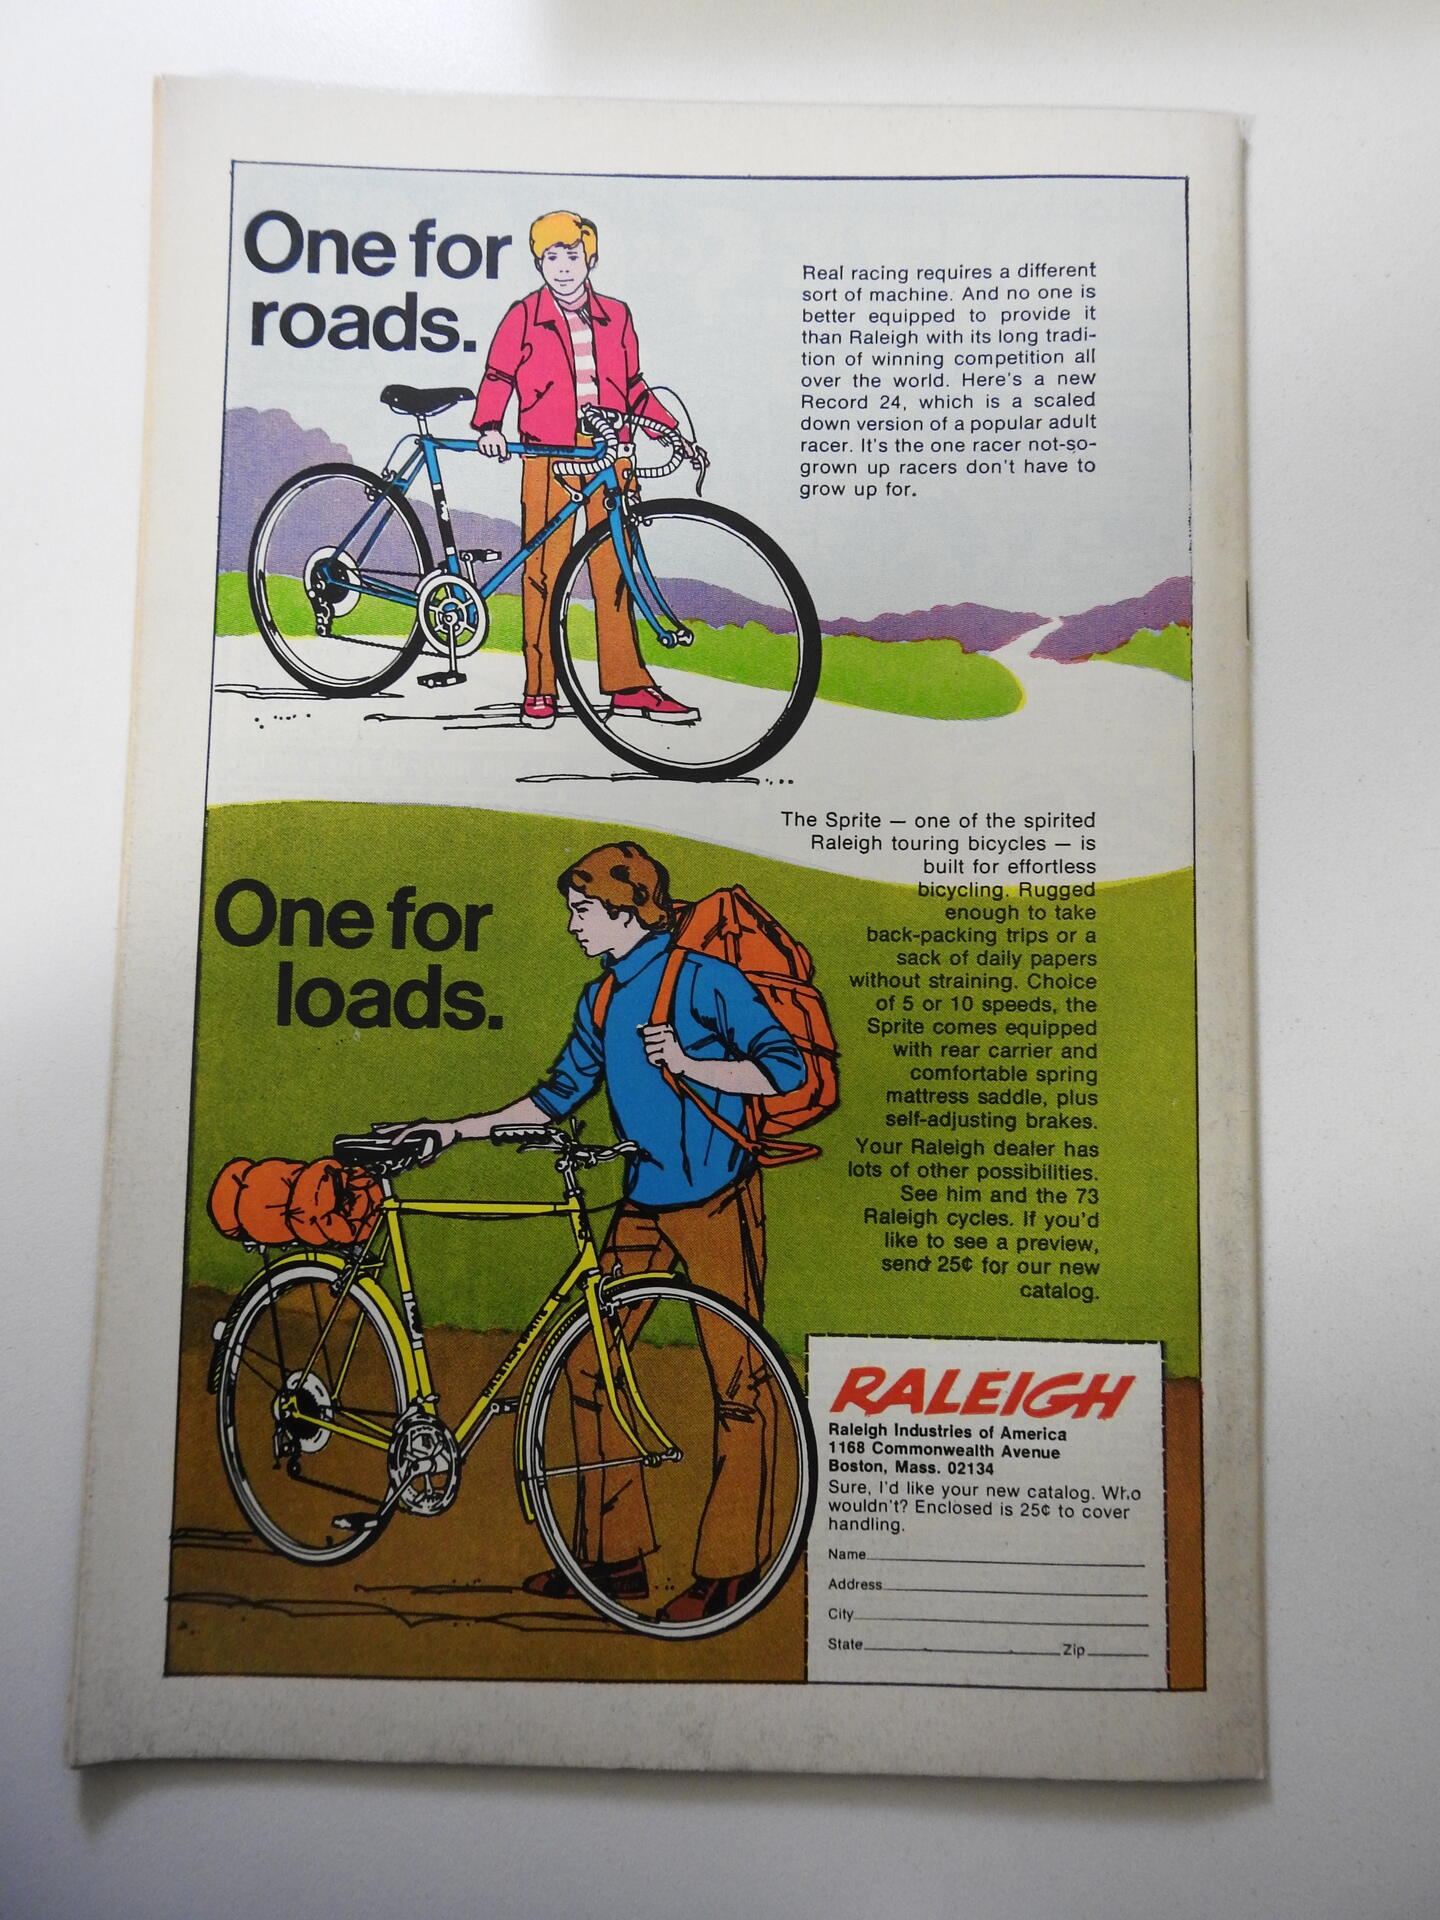 One for
roads.
Real racing requires a different
sort of machine. And no one is
better equipped to provide it
than Raleigh with its long tradi-
tion of winning competition all
over the world. Here's a new
Record 24, which is a scaled
down version of a popular adult
racer. It's the one racer not-so-
grown up racers don't have to
grow up for.
The Sprite — one of the spirited
Raleigh touring bicycles — is
built for effortless
bicycling. Rugged
enough to take
back-packing trips or a
sack of daily papers
without straining. Choice
of 5 or 10 speeds, the
Sprite comes equipped
with rear carrier and
comfortable spring
mattress saddle, plus
self-adjusting brakes.
Your Raleigh dealer has
lots of other possibilities.
See him and the 73
Raleigh cycles. If you'd
like to see a preview,
send 25¢ for our new
catalog.
One for
loads.
RALEIGH SPRITE
RALEIGH
Raleigh Industries of America
1168 Commonwealth Avenue
Boston, Mass. 02134
Sure, I'd like your new catalog. Who
wouldn't? Enclosed is 25¢ to cover
handling.
Name
Address
City
State Zip